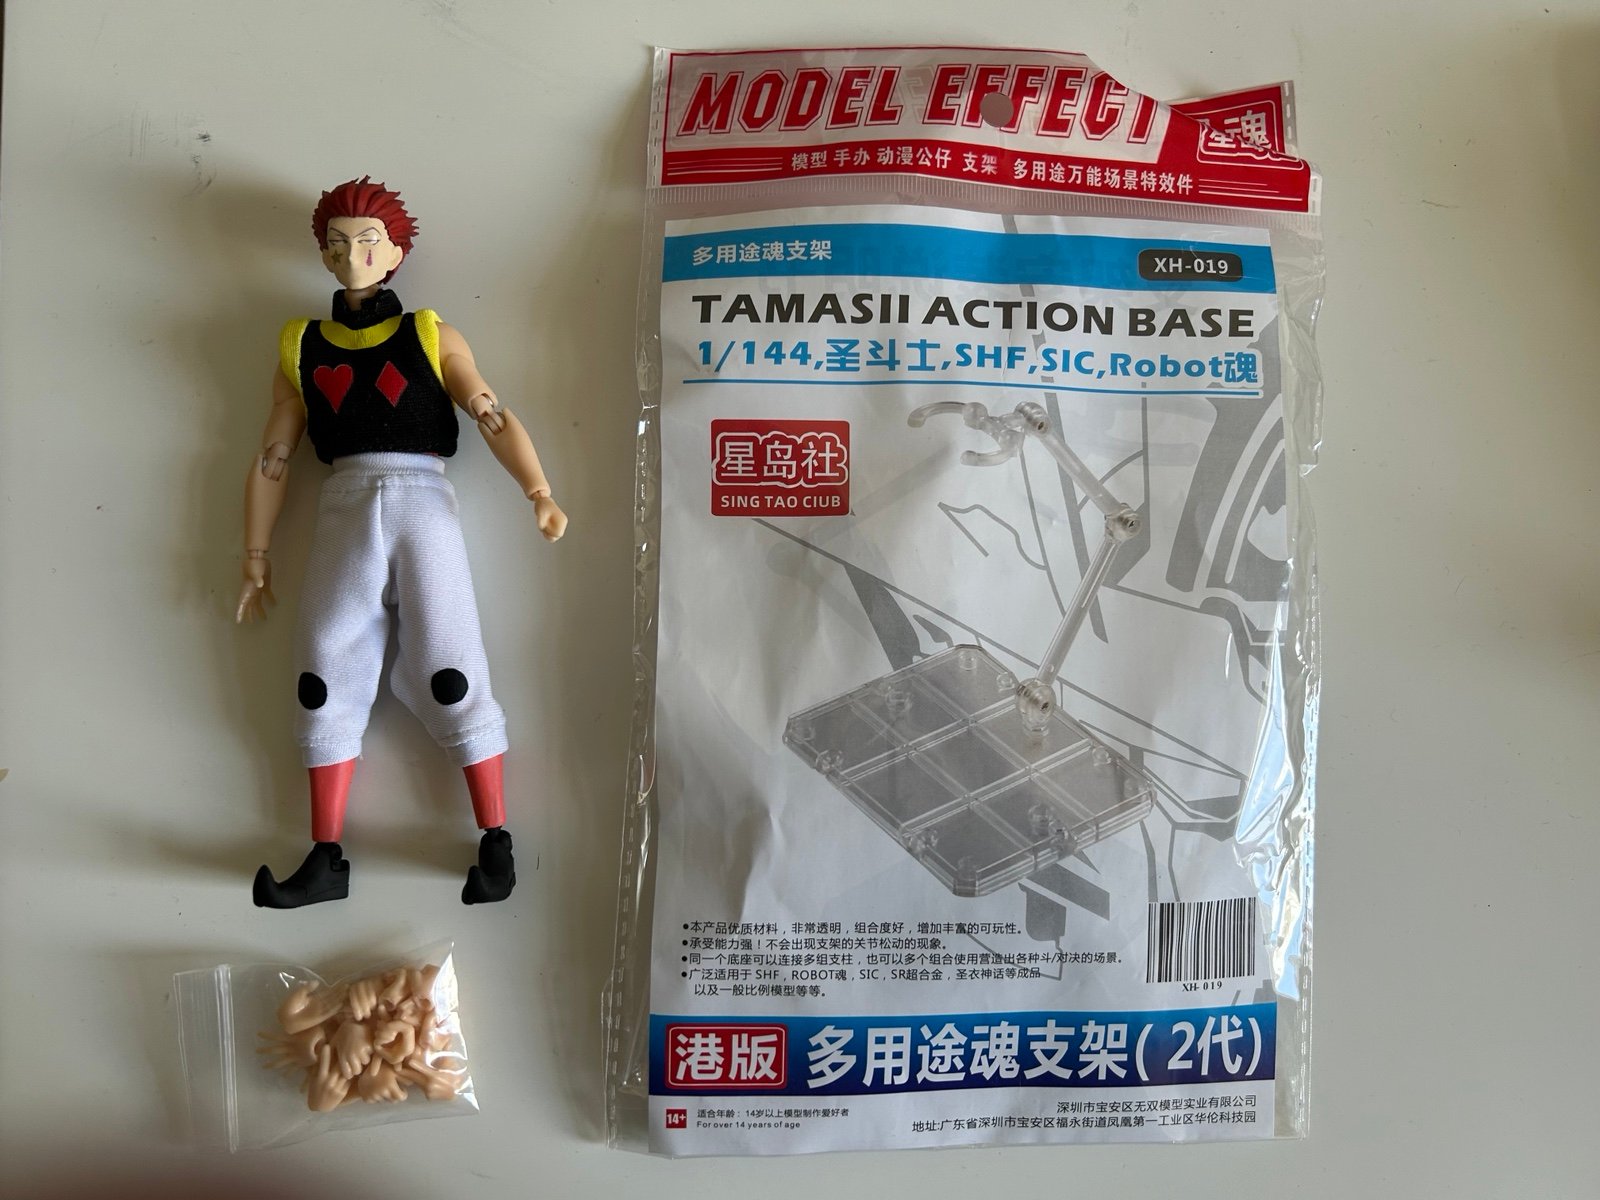 MODEL EFFECT
星魂
模型 手办 动漫公仔 支架 多用途万能场景特效件
多用途魂支架
XH-019
TAMASII ACTION BASE
1/144,圣斗士,SHF,SIC,Robot魂
星岛社
SING TAO CIUB
•本产品优质材料，非常透明，组合度好，增加丰富的可玩性。
•承受能力强！不会出现支架的关节松动的现象。
•同一个底座可以连接多组支柱，也可以多个组合使用营造出各种斗/对决的场景。
•广泛适用于 SHF，ROBOT魂，SIC，SR超合金，圣衣神话等成品
以及一般比例模型等等。
XH-019
港版 多用途魂支架(2代)
14+
适合年龄：14岁以上模型制作爱好者
For over 14 years of age
深圳市宝安区无双模型实业有限公司
地址:广东省深圳市宝安区福永街道凤凰第一工业区华伦科技园